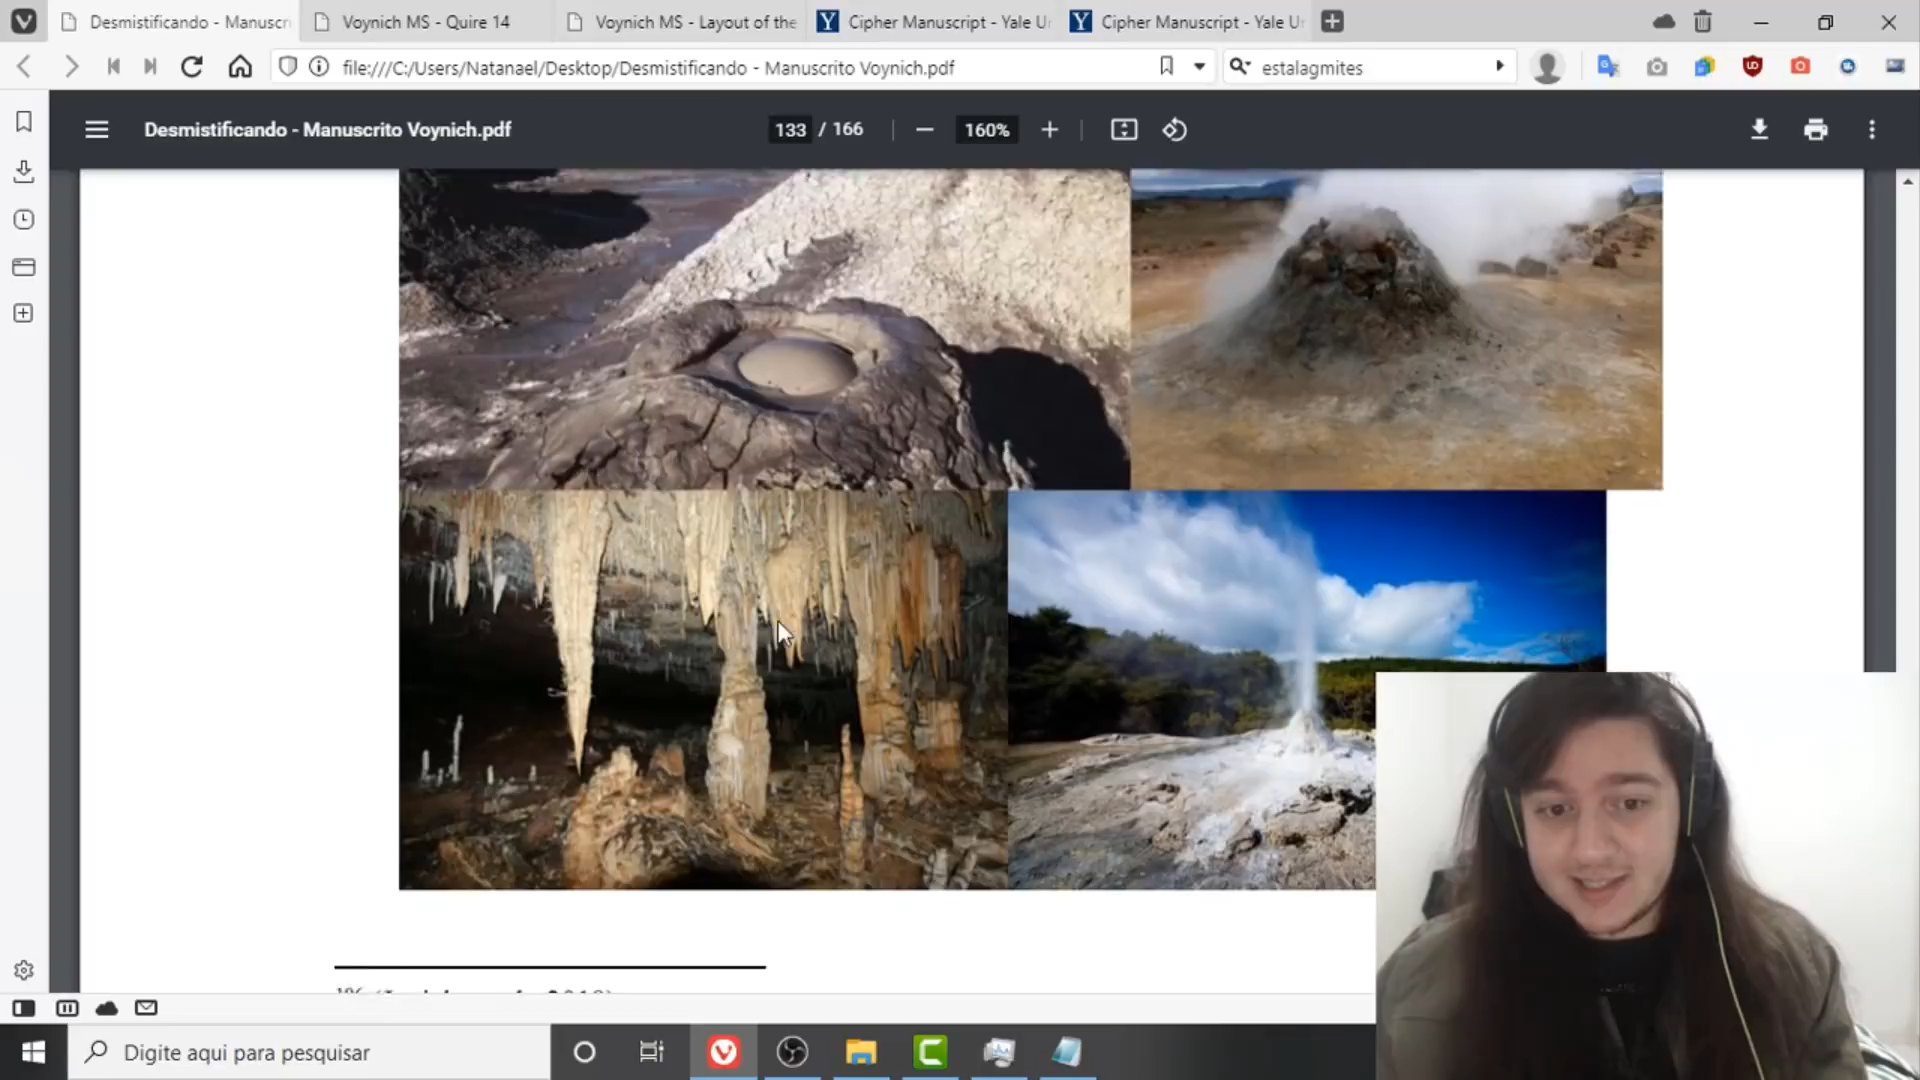 Desmistificando - Manuscri
Voynich MS - Quire 14
Voynich MS - Layout of the
Cipher Manuscript - Yale U
Cipher Manuscript - Yale U
file:///C:/Users/Natanael/Desktop/Desmistificando - Manuscrito Voynich.pdf
estalagmites
Desmistificando - Manuscrito Voynich.pdf
133 / 166
160%
Digite aqui para pesquisar